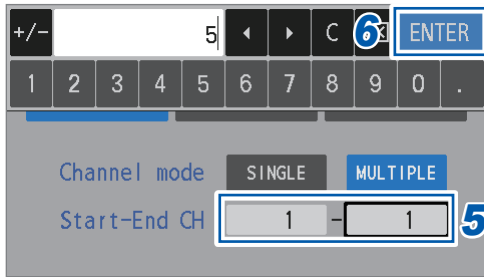 +/- 5 C 6 ENTER
1 2 3 4 5 6 7 8 9 0 .
Channel mode SINGLE MULTIPLE
Start-End CH 1 - 1 5